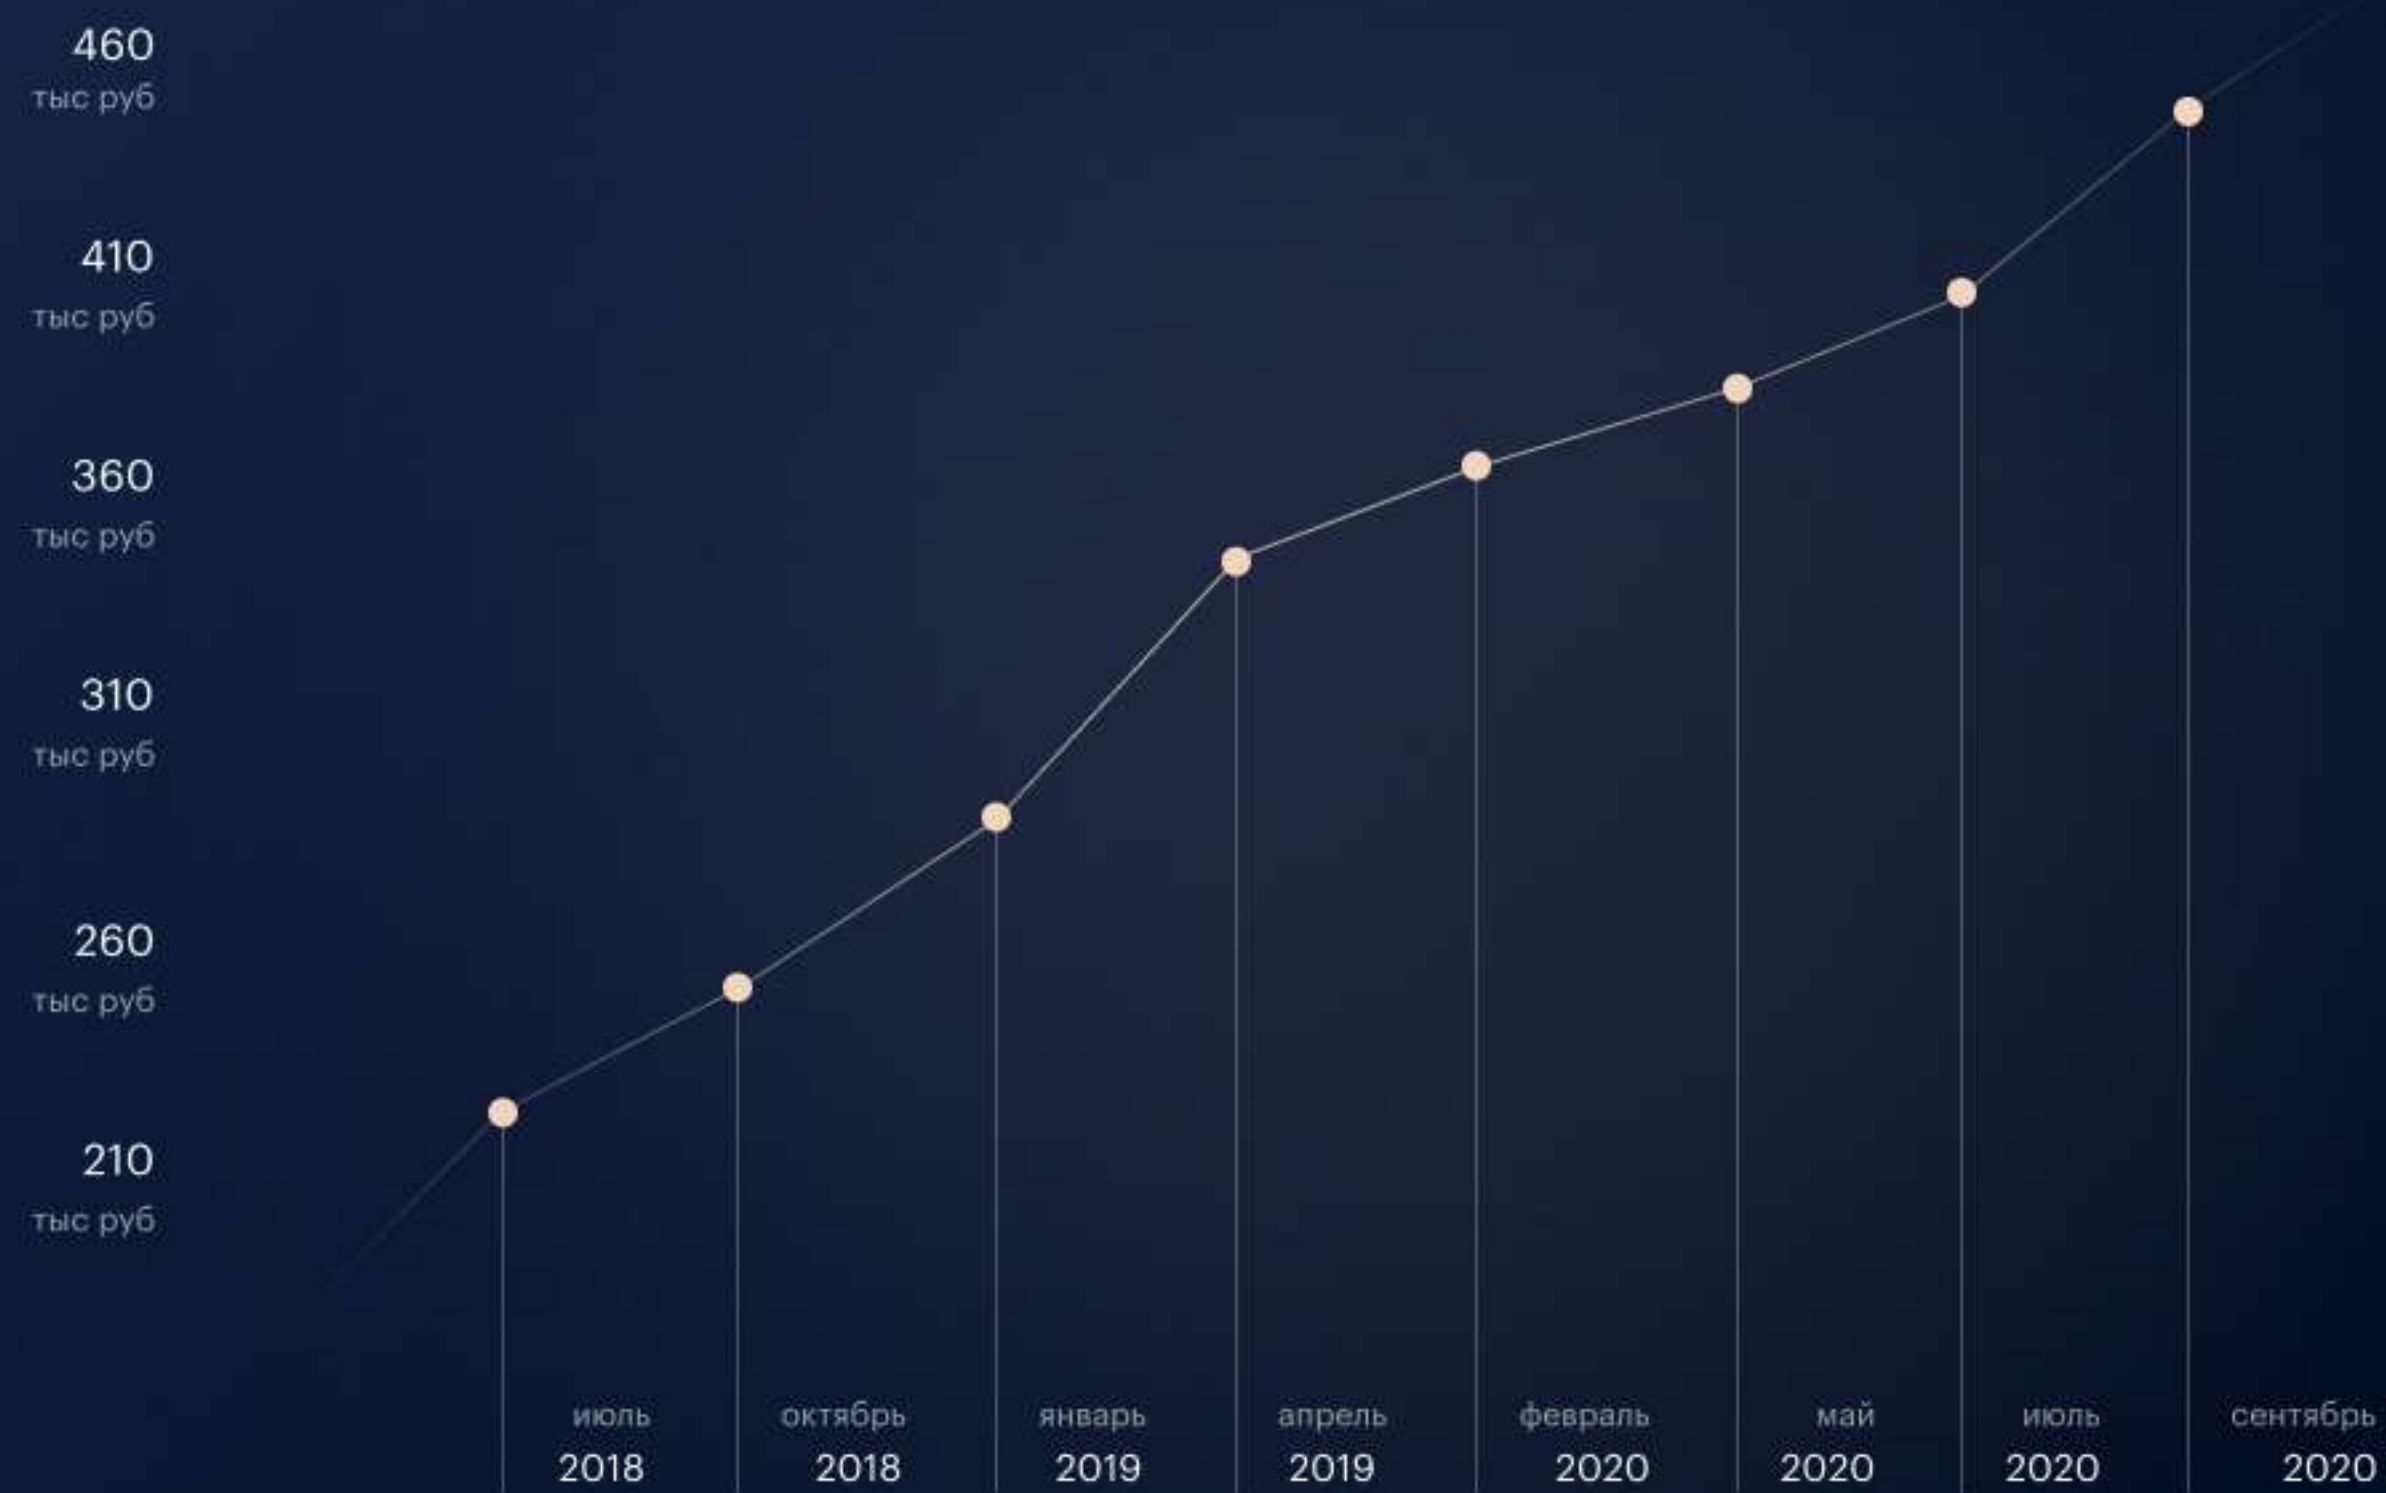 460
тыс руб
410
тыс руб
360
тыс руб
310
тыс руб
260
тыс руб
210
тыс руб
июль октябрь январь апрель февраль май июль сентябрь
2018 2018 2019 2019 2020 2020 2020 2020